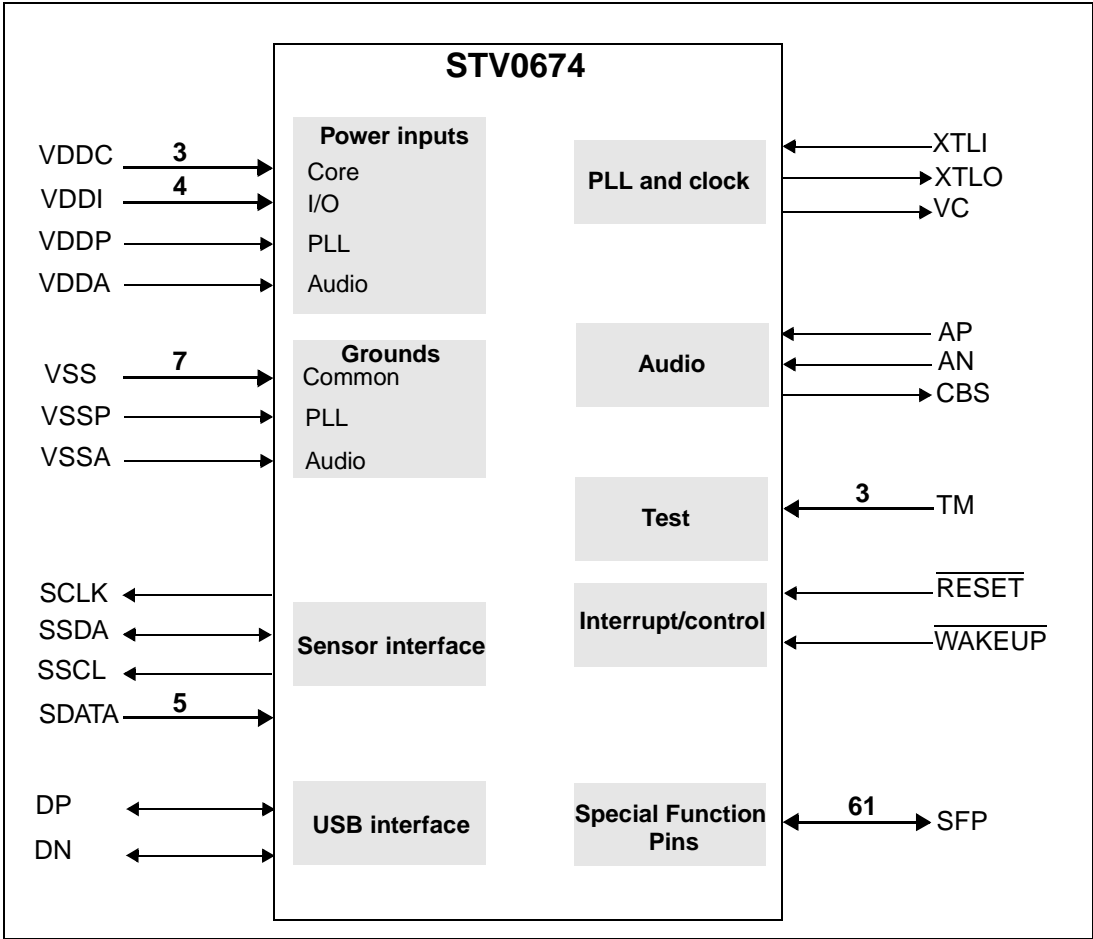 STV0674
Power inputs
VDDC 3 Core
VDDI 4 I/O
VDDP PLL
VDDA Audio
Grounds
VSS 7 Common
VSSP PLL
VSSA Audio
SCLK
SSDA
Sensor interface
SSCL
SDATA 5
DP
USB interface
DN
XTLI
PLL and clock
XTLO
VC
AP
Audio
AN
CBS
3
Test
TM
RESET
Interrupt/control
WAKEUP
Special Function
Pins
61
SFP